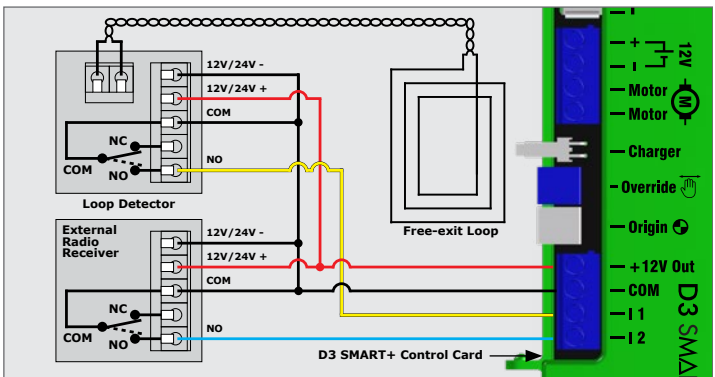 12V/24V -
12V/24V +
COM
NC
NO
COM
NO
Loop Detector
Free-exit Loop
External
Radio
Receiver
12V/24V -
12V/24V +
COM
NC
NO
COM
NO
D3 SMART+ Control Card
+
-
12V
Motor
Motor
M
Charger
Override
Origin
+12V Out
COM
I 1
I 2